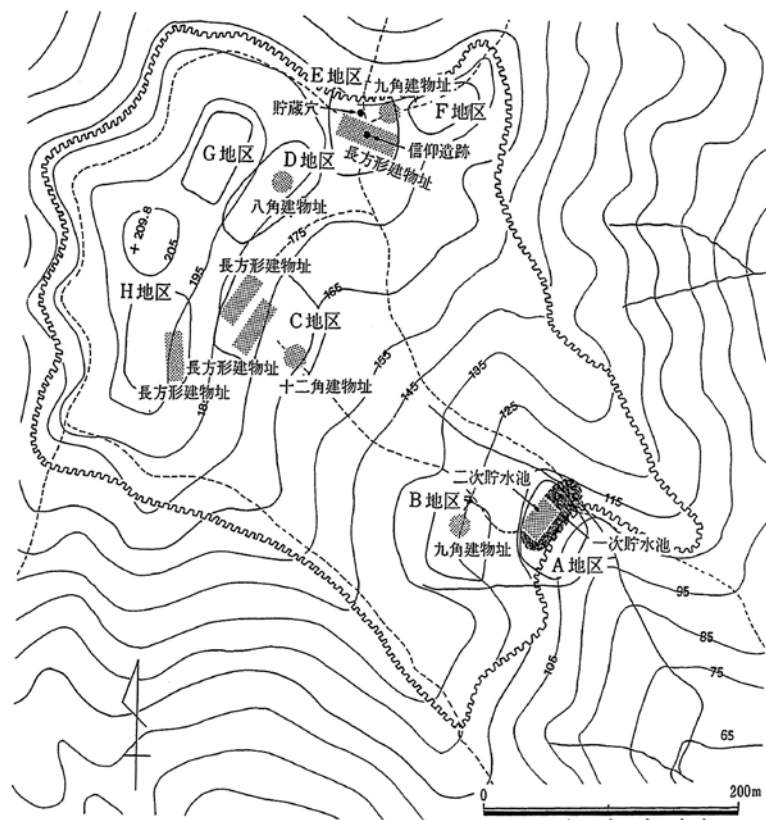 E地区
九角建物址
貯蔵穴
F地区
信仰遺跡
長方形建物址
G地区
D地区
八角建物址
209.8
205
195
175
長方形建物址
165
H地区
C地区
155
長方形建物址
長方形建物址
十二角建物址
18
145
135
125
二次貯水池
115
B地区
九角建物址
一次貯水池
A地区
95
105
85
75
65
0
200m